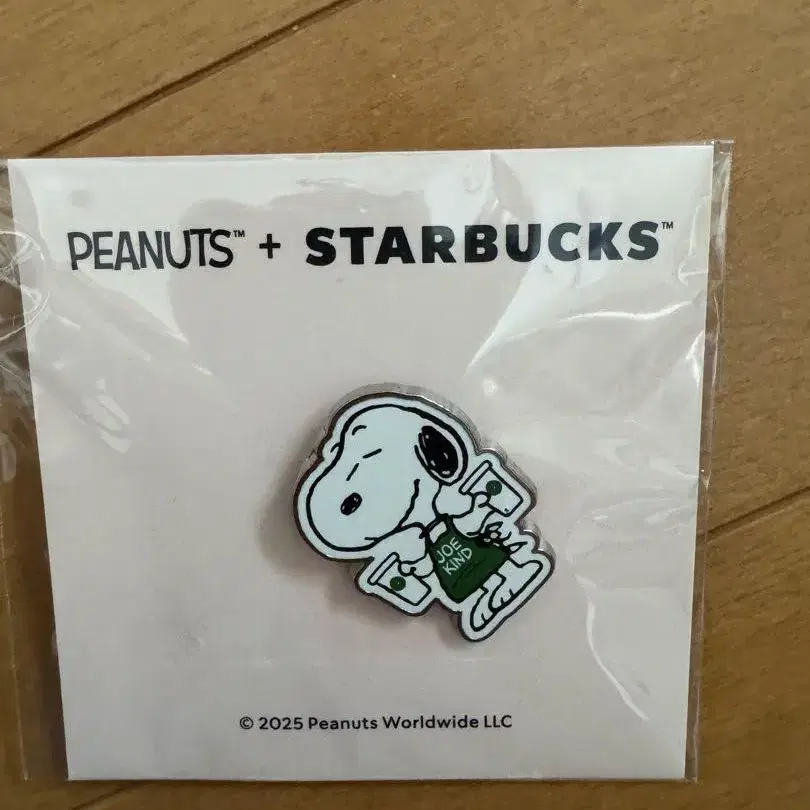 PEANUTS™ + STARBUCKS™
JOE
KIND
© 2025 Peanuts Worldwide LLC